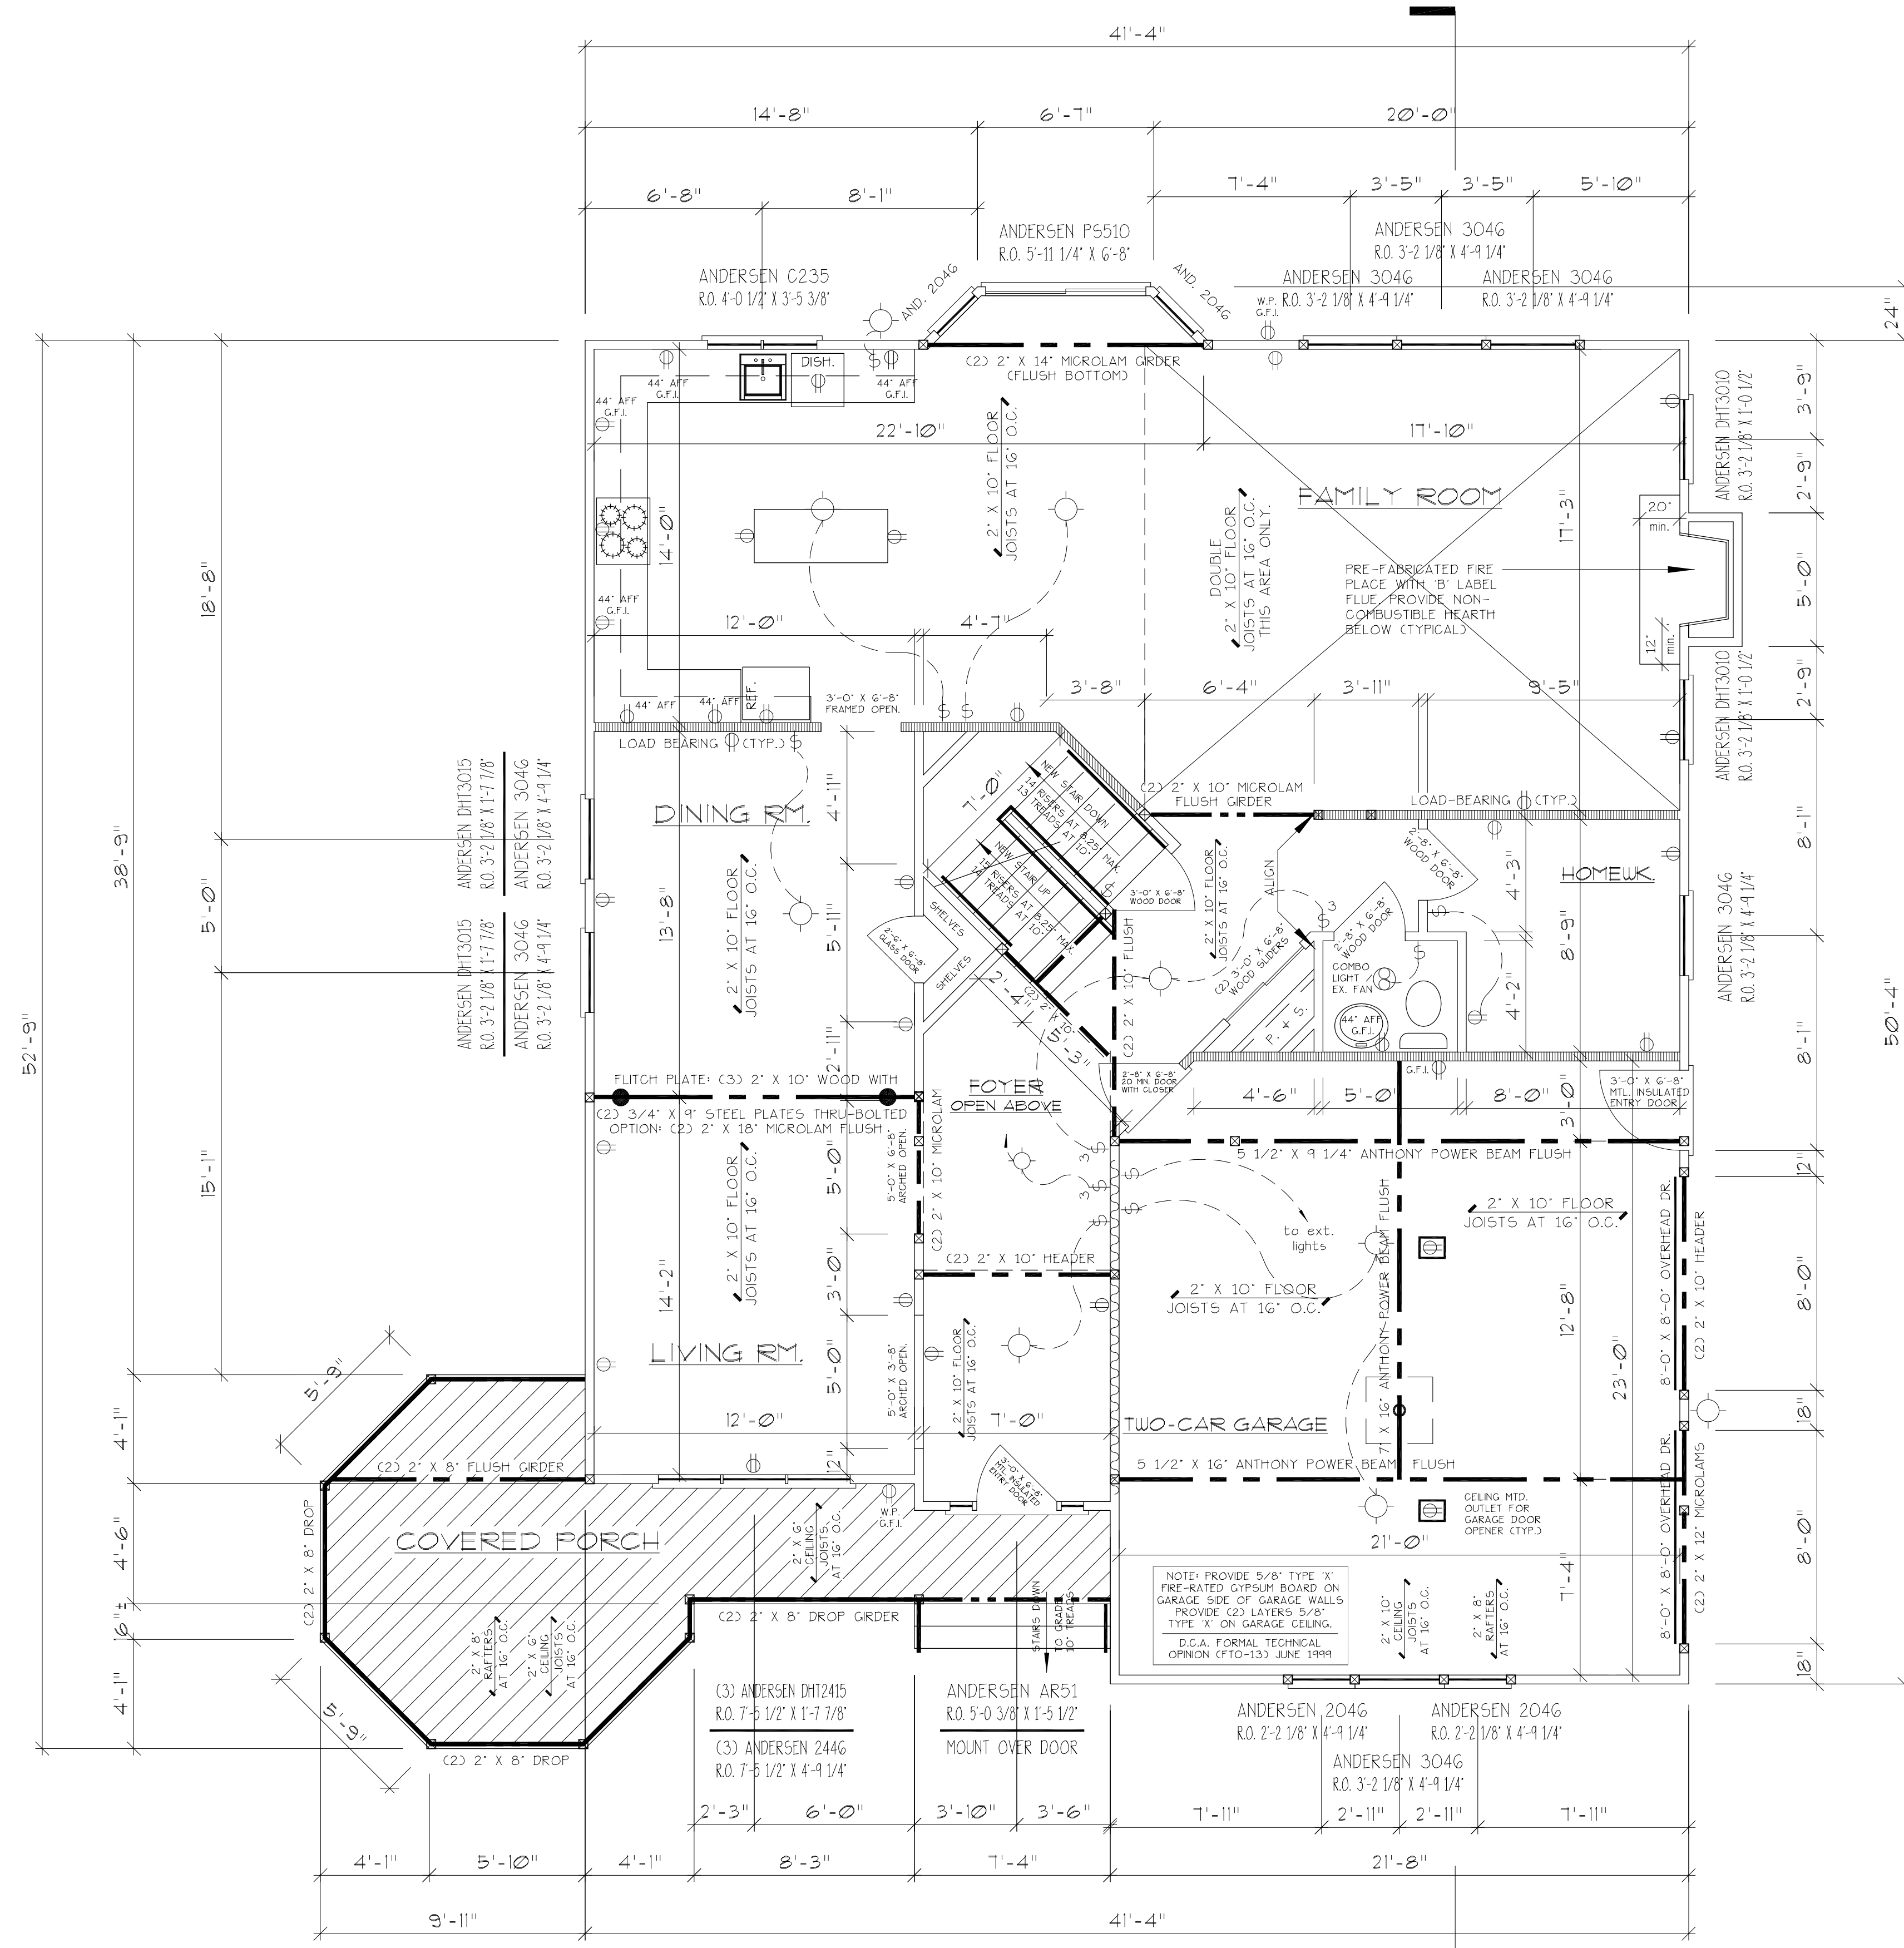 41'-4"
14'-8"
6'-7"
20'-0"
6'-8"
8'-1"
7'-4"
3'-5"
3'-5"
5'-10"
ANDERSEN PS510
R.O. 5'-11 1/4" X 6'-8"
ANDERSEN 3046
R.O. 3'-2 1/8" X 4'-9 1/4"
ANDERSEN C235
R.O. 4'-0 1/2" X 3'-5 3/8"
AND. 2046
AND. 2046
ANDERSEN 3046
R.O. 3'-2 1/8" X 4'-9 1/4"
ANDERSEN 3046
R.O. 3'-2 1/8" X 4'-9 1/4"
W.P.
G.F.I.
24"
DISH.
S
(2) 2" X 14" MICROLAM GIRDER
(FLUSH BOTTOM)
44" AFF
G.F.I.
44" AFF
G.F.I.
44" AFF
G.F.I.
22'-10"
17'-10"
2" X 10" FLOOR
JOISTS AT 16" O.C.
FAMILY ROOM
DOUBLE
2" X 10" FLOOR
JOISTS AT 16" O.C.
THIS AREA ONLY.
17'-3"
20"
min.
14'-0"
PRE-FABRICATED FIRE
PLACE WITH 'B' LABEL
FLUE PROVIDE NON-
COMBUSTIBLE HEARTH
BELOW (TYPICAL)
12"
min.
44" AFF
G.F.I.
12'-0"
4'-7"
3'-8"
6'-4"
3'-11"
9'-5"
REF.
44" AFF
44" AFF
3'-0" X 6'-8"
FRAMED OPEN.
S S
LOAD BEARING (TYP.) S
ANDERSEN DHT3010
R.O. 3'-2 1/8" X 1'-0 1/2"
ANDERSEN DHT3010
R.O. 3'-2 1/8" X 1'-0 1/2"
ANDERSEN 3046
R.O. 3'-2 1/8" X 4'-9 1/4"
3'-9"
2'-9"
5'-0"
2'-9"
8'-1"
8'-1"
12"
8'-0"
18"
8'-0"
18"
50'-4"
52'-9"
38'-9"
18'-8"
5'-0"
15'-1"
4'-1"
4'-6"
6"±
4'-1"
ANDERSEN DHT3015
R.O. 3'-2 1/8" X 1'-7 7/8"
ANDERSEN 3046
R.O. 3'-2 1/8" X 4'-9 1/4"
ANDERSEN DHT3015
R.O. 3'-2 1/8" X 1'-7 7/8"
ANDERSEN 3046
R.O. 3'-2 1/8" X 4'-9 1/4"
DINING RM.
4'-11"
13'-8"
5'-11"
2'-11"
2" X 10" FLOOR
JOISTS AT 16" O.C.
2'-6" X 6'-8"
GLASS DOOR
SHELVES
SHELVES
7'-0"
NEW STAIR DOWN
14 RISERS AT 8.25" MAX.
13 TREADS AT 10"
NEW STAIR UP
15 RISERS AT 8.25" MAX.
14 TREADS AT 10"
S
(2) 2" X 10" MICROLAM
FLUSH GIRDER
LOAD-BEARING (TYP.)
3'-0" X 6'-8"
WOOD DOOR
2" X 10" FLOOR
JOISTS AT 16" O.C.
ALIGN
S 3
2'-8" X 6'-8"
WOOD DOOR
2'-8" X 6'-8"
WOOD DOOR
4'-3"
HOMEWK.
8'-9"
S
S
4'-2"
(2) 3'-0" X 6'-8"
WOOD SLIDERS
COMBO
LIGHT /
EX. FAN
44" AFF
G.F.I.
P. & S.
(2) 2" X 10" FLUSH
(2) 2" X 10"
2'-4"
5'-3"
FLITCH PLATE: (3) 2" X 10" WOOD WITH
(2) 3/4" X 9" STEEL PLATES THRU-BOLTED
OPTION: (2) 2" X 18" MICROLAM FLUSH
FOYER
OPEN ABOVE
2'-8" X 6'-8"
20 MIN. DOOR
WITH CLOSER
G.F.I.
4'-6"
5'-0"
8'-0"
3'-0"
3'-0" X 6'-8"
MTL. INSULATED
ENTRY DOOR
5'-0" X 6'-8"
ARCHED OPEN.
(2) 2" X 10" MICROLAM
3 S
3 S
S
S
S
S
5 1/2" X 9 1/4" ANTHONY POWER BEAM FLUSH
2" X 10" FLOOR
JOISTS AT 16" O.C.
to ext.
lights
2" X 10" FLOOR
JOISTS AT 16" O.C.
(2) 2" X 10" HEADER
2" X 10" FLOOR
JOISTS AT 16" O.C.
5'-0"
3'-0"
5'-0"
12"
14'-2"
LIVING RM.
12'-0"
5'-0" X 3'-8"
ARCHED OPEN.
2" X 10" FLOOR
JOISTS AT 16" O.C.
7'-0"
7" X 16" ANTHONY POWER BEAM FLUSH
12'-8"
23'-0"
TWO-CAR GARAGE
8'-0" X 8'-0" OVERHEAD DR.
(2) 2" X 10" HEADER
8'-0" X 8'-0" OVERHEAD DR.
(2) 2" X 12" MICROLAMS
5 1/2" X 16" ANTHONY POWER BEAM FLUSH
CEILING MTD.
OUTLET FOR
GARAGE DOOR
OPENER (TYP.)
21'-0"
7'-4"
NOTE: PROVIDE 5/8" TYPE 'X'
FIRE-RATED GYPSUM BOARD ON
GARAGE SIDE OF GARAGE WALLS
PROVIDE (2) LAYERS 5/8"
TYPE 'X' ON GARAGE CEILING.
D.C.A. FORMAL TECHNICAL
OPINION (FTO-13) JUNE 1999
2" X 10"
CEILING
JOISTS
AT 16" O.C.
2" X 8"
RAFTERS
AT 16" O.C.
5'-9"
(2) 2" X 8" FLUSH GIRDER
3'-0" X 6'-8"
MTL. INSULATED
ENTRY DOOR
W.P.
G.F.I.
COVERED PORCH
2" X 6"
CEILING
JOISTS
AT 16" O.C.
(2) 2" X 8" DROP
(2) 2" X 8" DROP GIRDER
STAIRS DOWN
TO GRADE
10" TREADS
2" X 8"
RAFTERS
AT 16" O.C.
2" X 6"
CEILING
JOISTS
AT 16" O.C.
5'-9"
(2) 2" X 8" DROP
(3) ANDERSEN DHT2415
R.O. 7'-5 1/2" X 1'-7 7/8"
(3) ANDERSEN 2446
R.O. 7'-5 1/2" X 4'-9 1/4"
ANDERSEN AR51
R.O. 5'-0 3/8" X 1'-5 1/2"
MOUNT OVER DOOR
ANDERSEN 2046
R.O. 2'-2 1/8" X 4'-9 1/4"
ANDERSEN 2046
R.O. 2'-2 1/8" X 4'-9 1/4"
ANDERSEN 3046
R.O. 3'-2 1/8" X 4'-9 1/4"
2'-3"
6'-0"
3'-10"
3'-6"
7'-11"
2'-11"
2'-11"
7'-11"
4'-1"
5'-10"
4'-1"
8'-3"
7'-4"
21'-8"
9'-11"
41'-4"